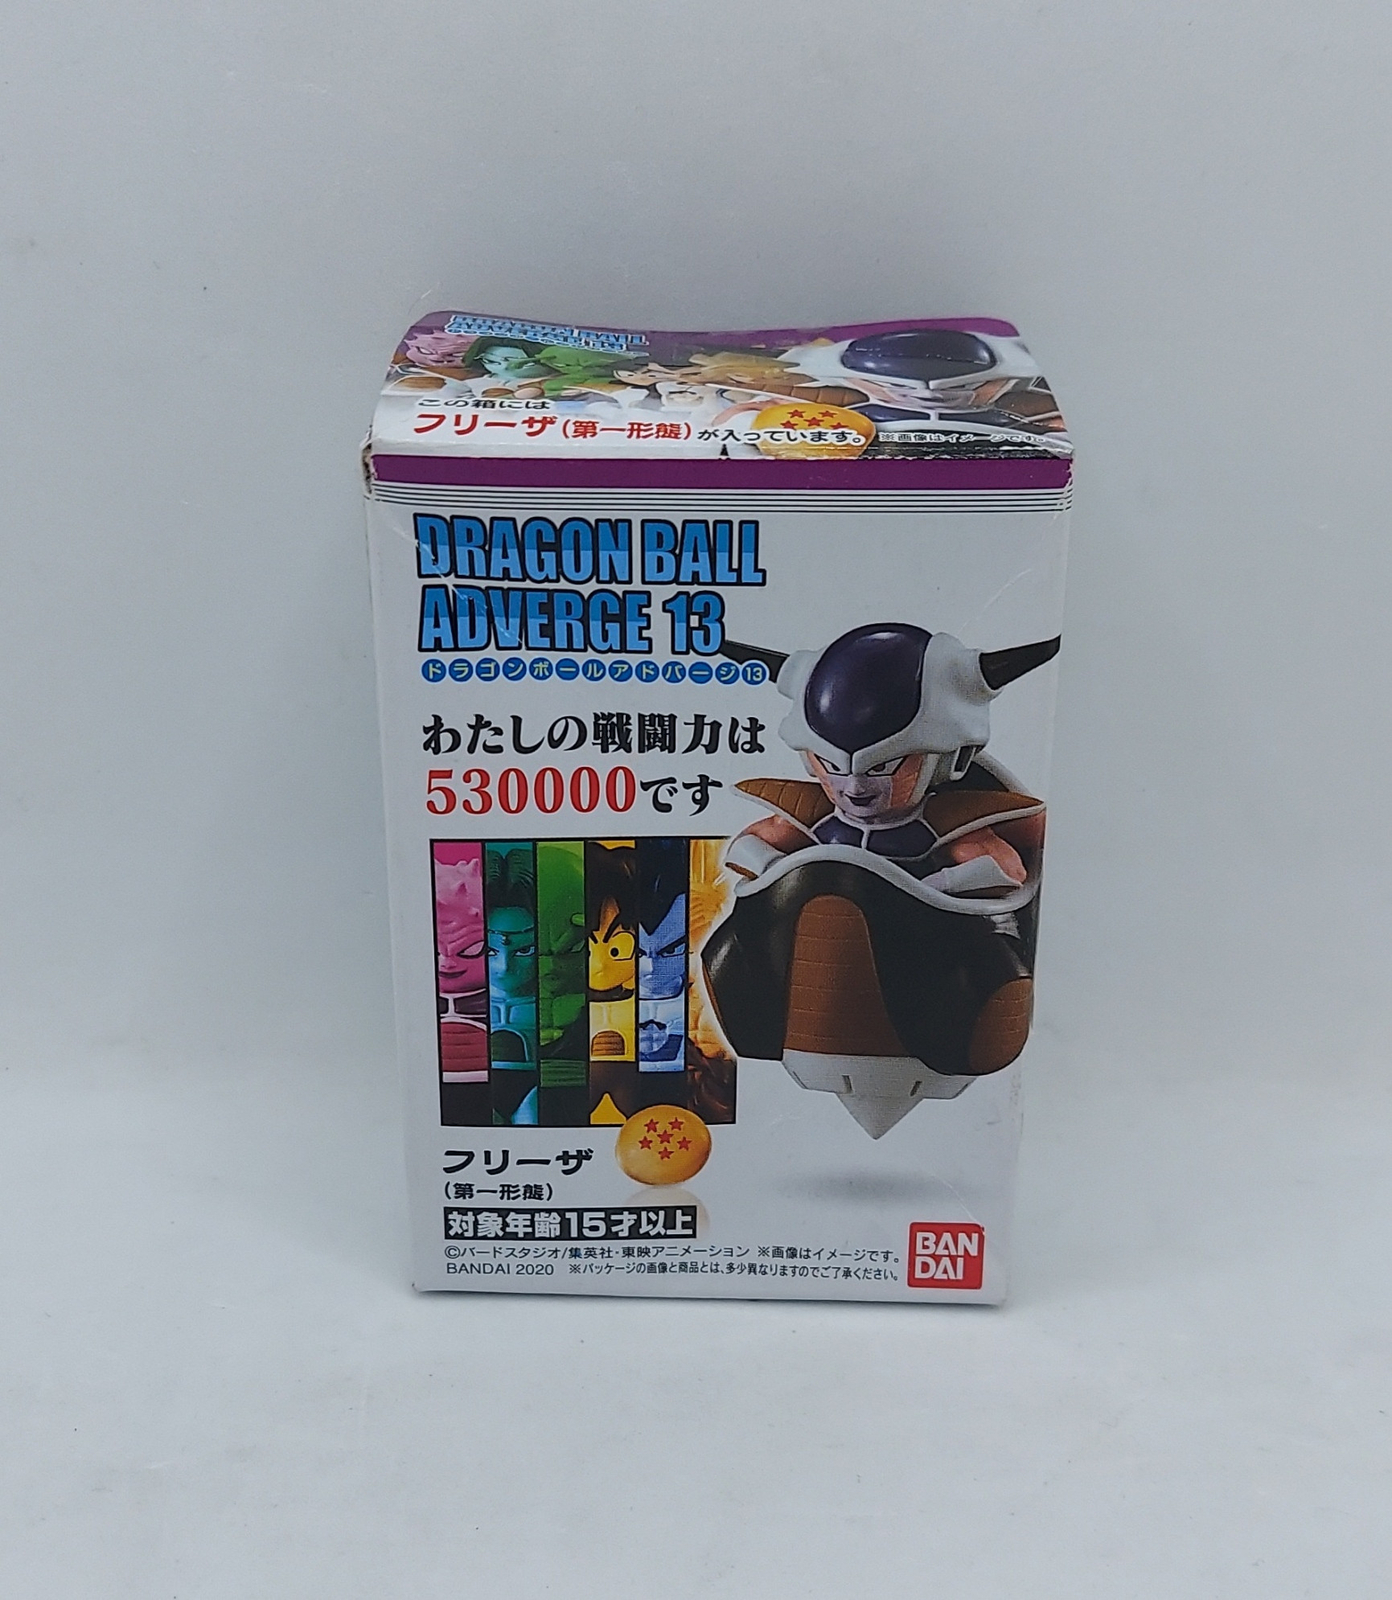 DRAGON BALL
ADVERGE 13
この箱には
フリーザ(第一形態)が入っています。 ※画像はイメージです。
DRAGON BALL
ADVERGE 13
ドラゴンボールアドバージ13
わたしの戦闘力は
530000です
フリーザ
(第一形態)
対象年齢15才以上
©バードスタジオ/集英社・東映アニメーション ※画像はイメージです。
BANDAI 2020 ※パッケージの画像と商品とは、多少異なりますのでご了承ください。
BAN
DAI